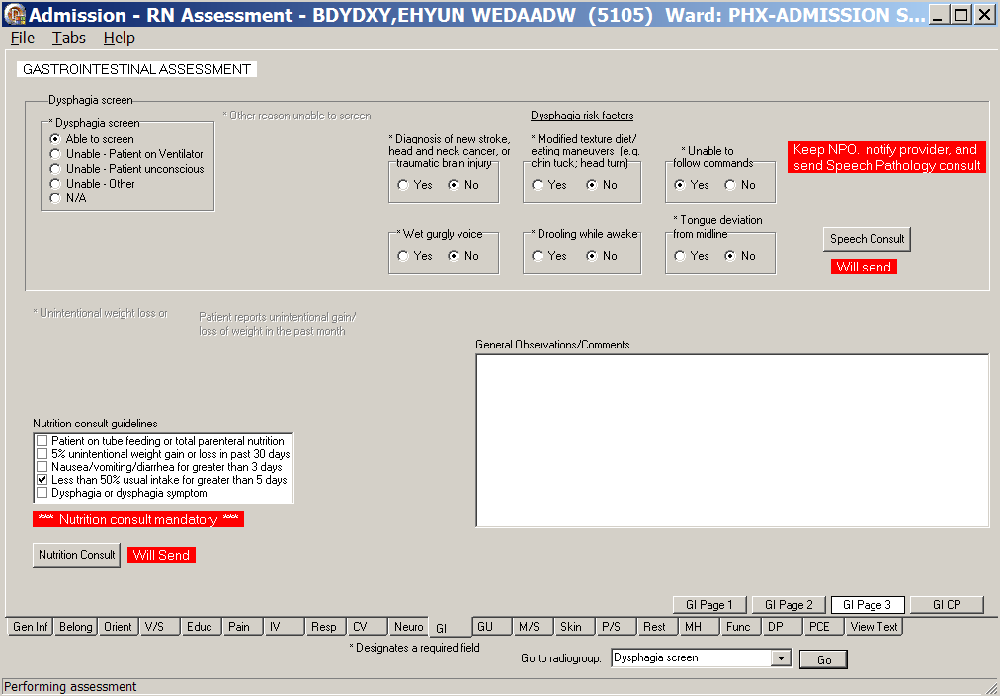 Admission - RN Assessment - BDYDXY,EHYUN WEDAADW (5105) Ward: PHX-ADMISSION S...
File Tabs Help
GASTROINTESTINAL ASSESSMENT
Dysphagia screen
* Dysphagia screen
Able to screen
Unable - Patient on Ventilator
Unable - Patient unconscious
Unable - Other
N/A
* Other reason unable to screen
Dysphagia risk factors
* Diagnosis of new stroke,
head and neck cancer, or
traumatic brain injury
Yes No
* Modified texture diet/
eating maneuvers (e.g.
chin tuck; head turn)
Yes No
* Unable to
follow commands
Yes No
Keep NPO. notify provider, and
send Speech Pathology consult
* Wet gurgly voice
Yes No
* Drooling while awake
Yes No
* Tongue deviation
from midline
Yes No
Speech Consult
Will send
* Unintentional weight loss or
Patient reports unintentional gain/
loss of weight in the past month
General Observations/Comments
Nutrition consult guidelines
Patient on tube feeding or total parenteral nutrition
5% unintentional weight gain or loss in past 30 days
Nausea/vomiting/diarrhea for greater than 3 days
Less than 50% usual intake for greater than 5 days
Dysphagia or dysphagia symptom
*** Nutrition consult mandatory ***
Nutrition Consult
Will Send
GI Page 1 GI Page 2 GI Page 3 GI CP
Gen Inf Belong Orient V/S Educ Pain IV Resp CV Neuro GI GU M/S Skin P/S Rest MH Func DP PCE View Text
* Designates a required field
Go to radiogroup: Dysphagia screen Go
Performing assessment